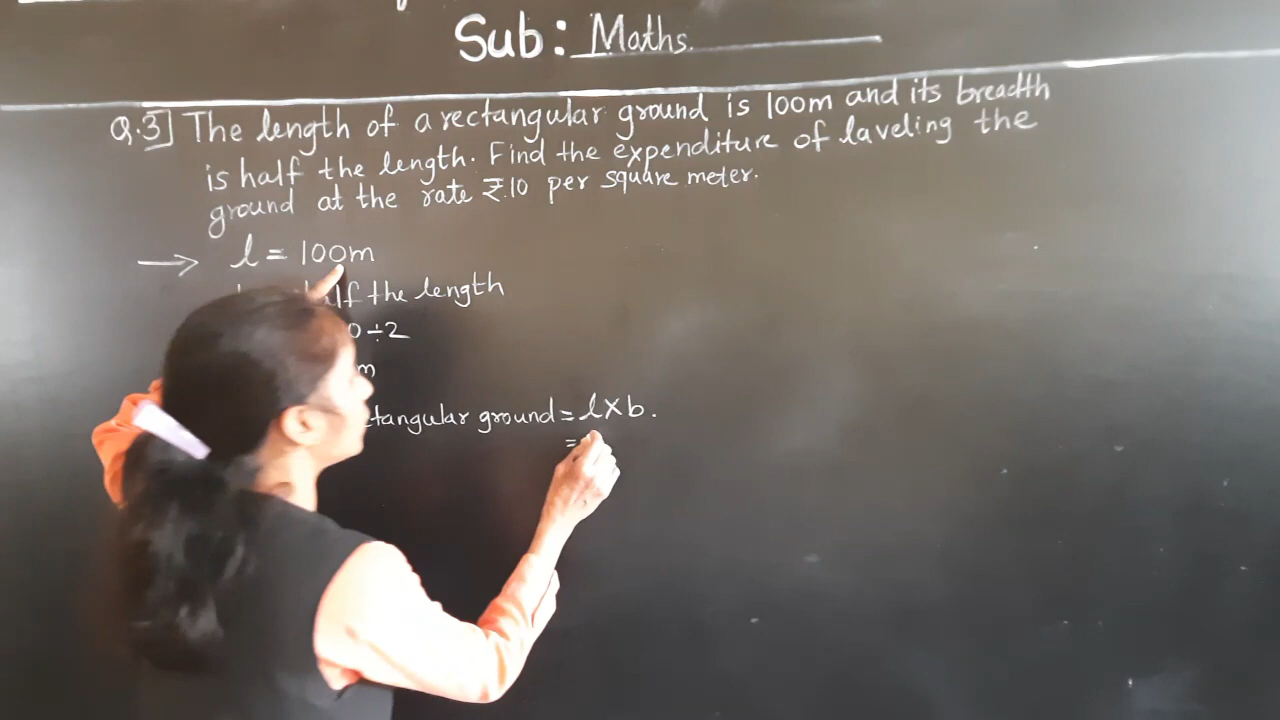 Sub: Maths.
Q.3] The length of a rectangular ground is 100m and its breadth
is half the length. Find the expenditure of laveling the
ground at the rate ₹.10 per square meter.
→ l = 100m
half the length
0÷2
m
tangular ground = l×b.
=